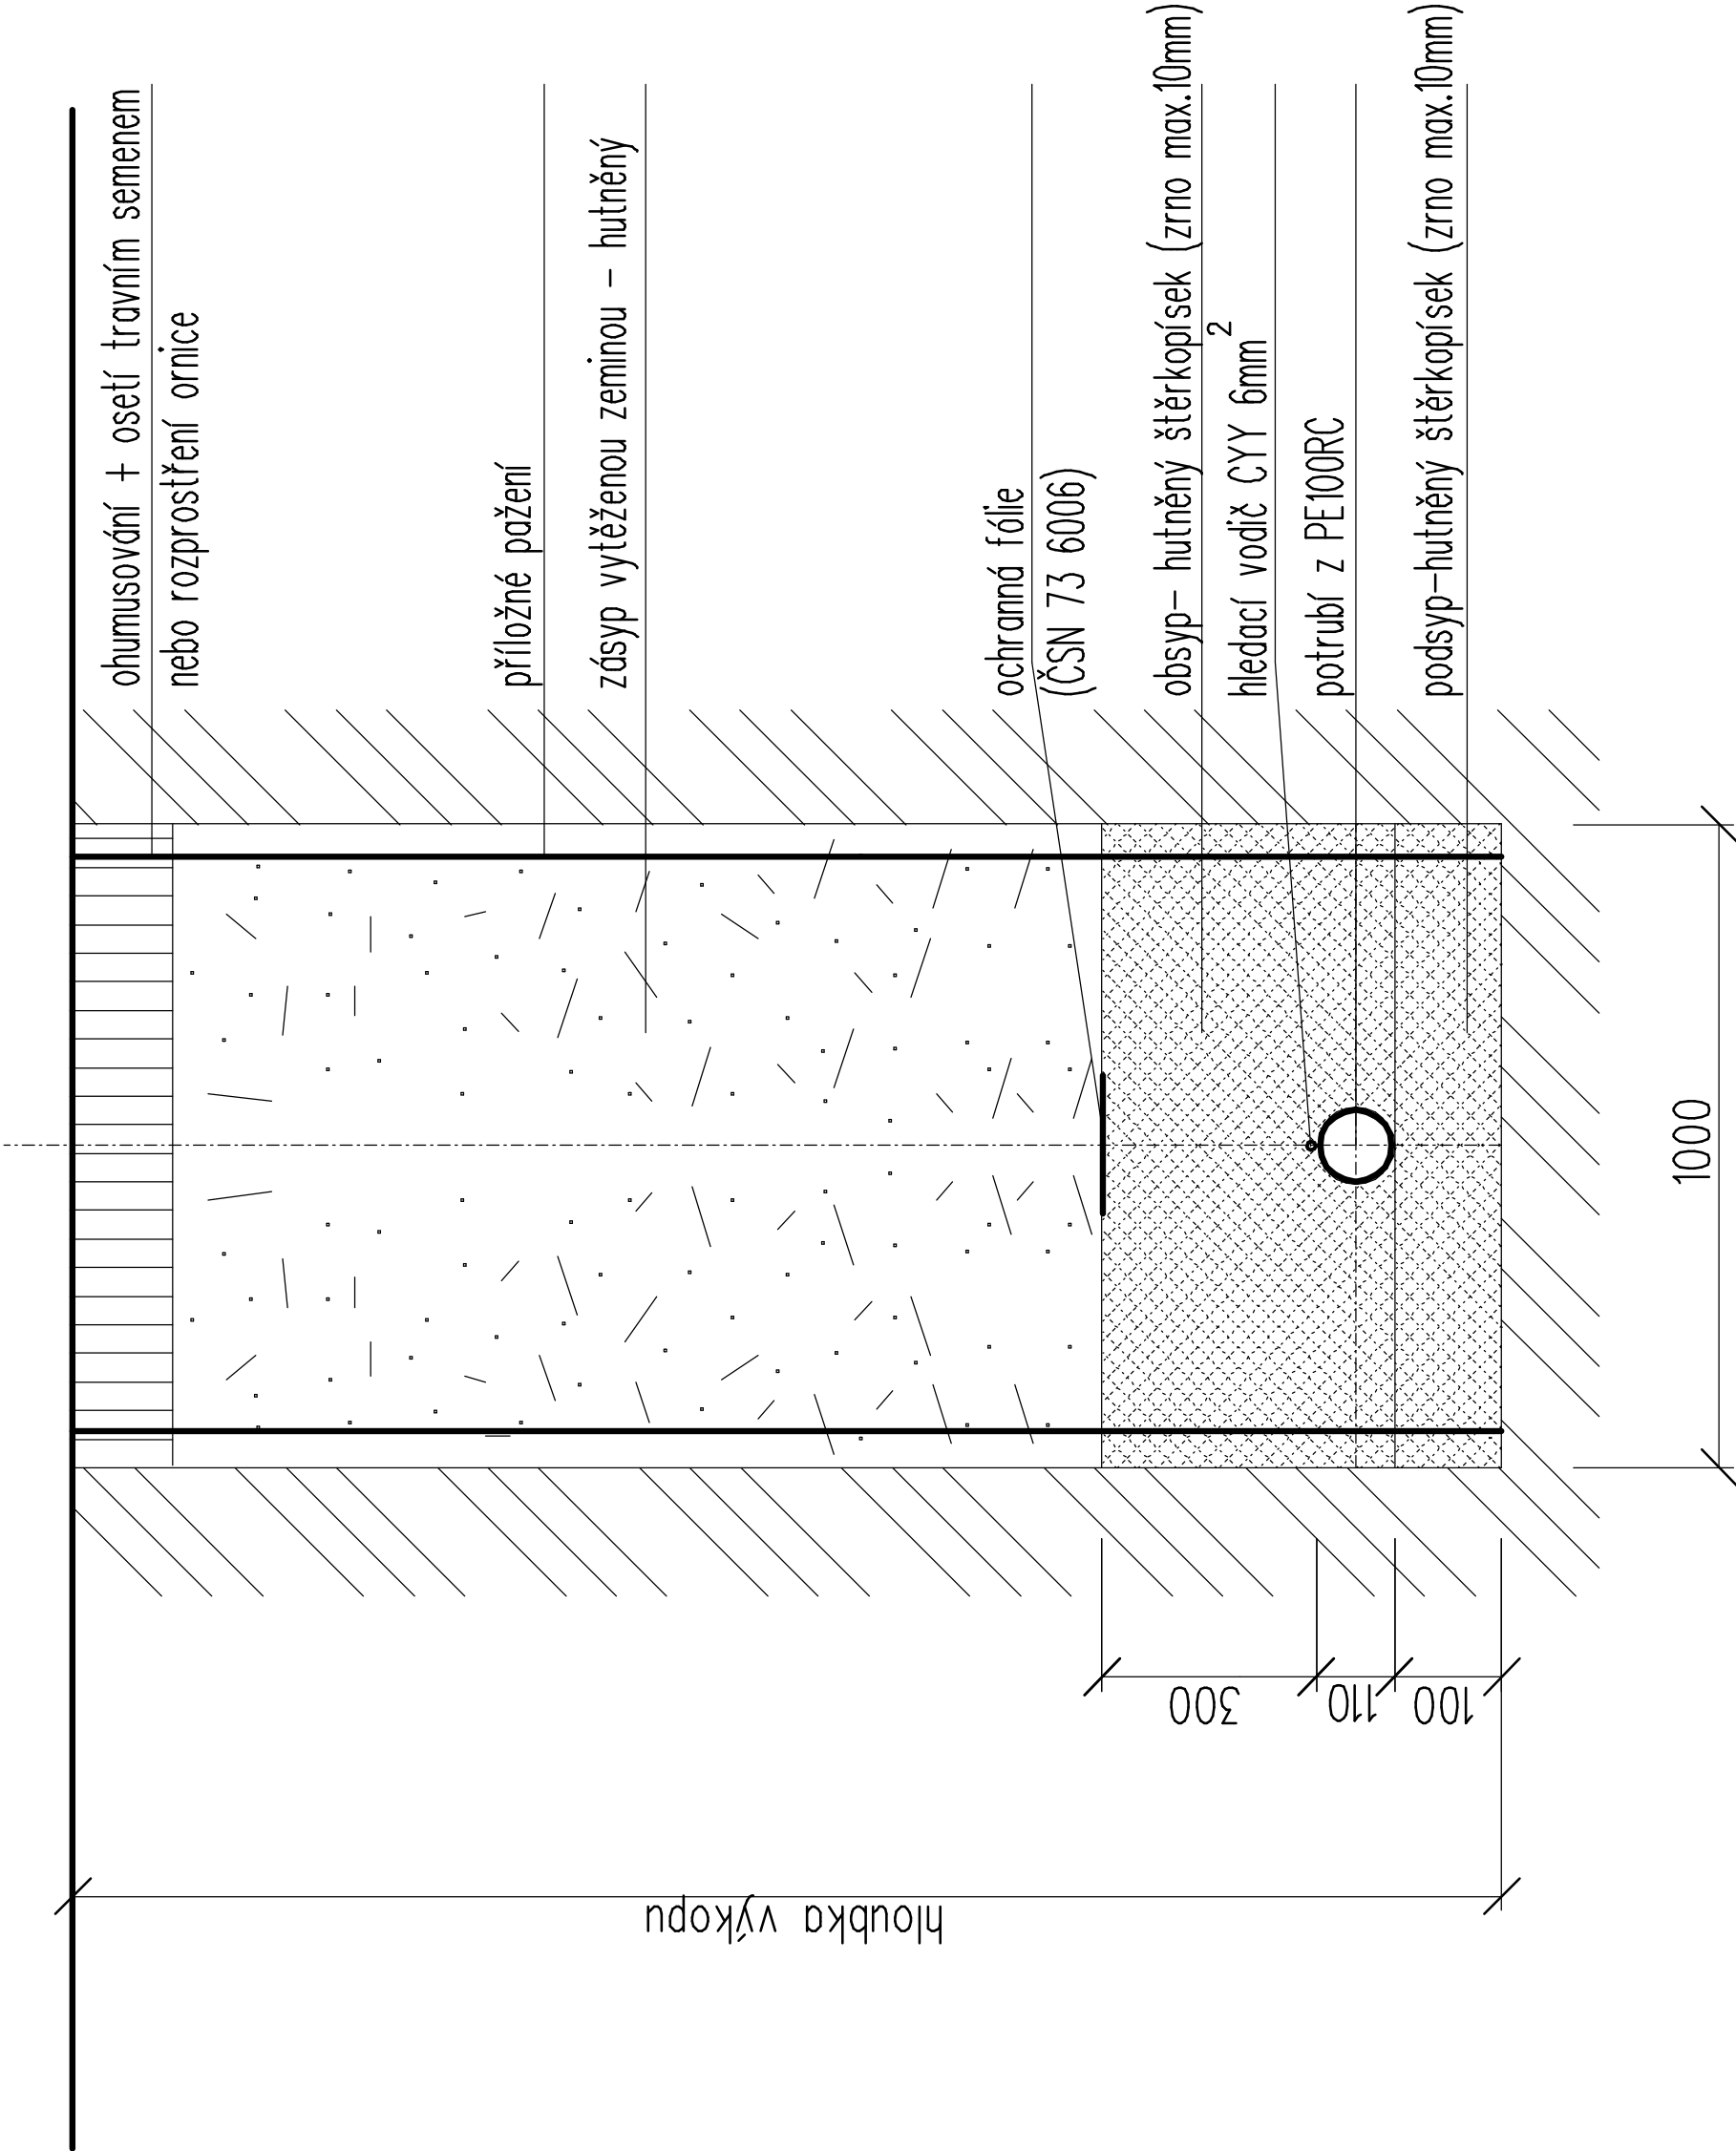 ohumusování + osetí travním semenem
nebo rozprostření ornice
příložné pažení
zásyp vytěženou zeminou - hutněný
ochranná fólie
(ČSN 73 6006)
obsyp- hutněný štěrkopísek (zrno max.10mm)
hledací vodič CYY 6mm²
potrubí z PE100RC
podsyp-hutněný štěrkopísek (zrno max.10mm)
300
110
100
hloubka výkopu
1000